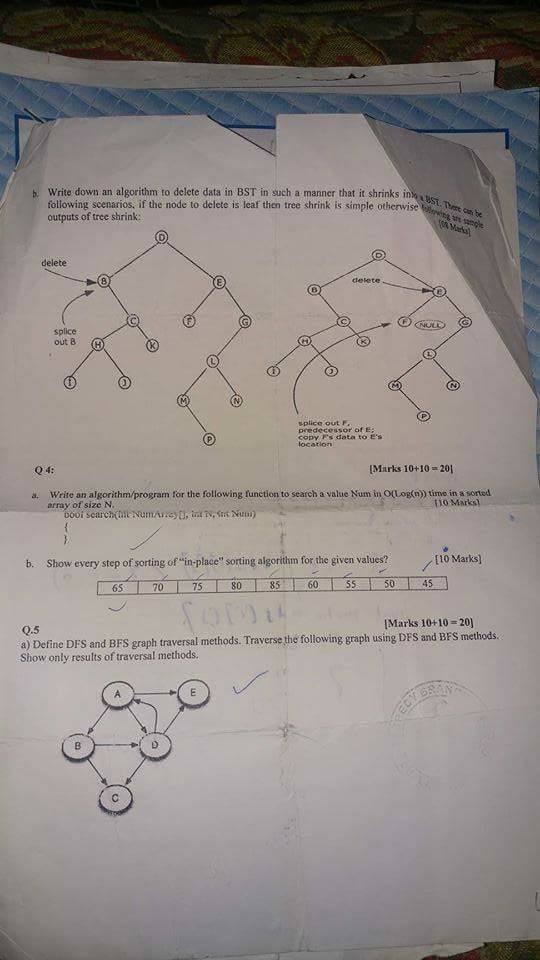 b. Write down an algorithm to delete data in BST in such a manner that it shrinks into a BST. There can be
following scenarios, if the node to delete is leaf then tree shrink is simple otherwise following are sample
outputs of tree shrink: [08 Marks]
D
delete
B
E
splice
out B
C
F
G
H
K
L
I
J
M
N
P
D
delete
B
E
C
F
NULL
G
H
K
L
I
J
M
N
P
splice out F,
predecessor of E;
copy F's data to E's
location
Q 4: [Marks 10+10 = 20]
a. Write an algorithm/program for the following function to search a value Num in O(Log(n)) time in a sorted
array of size N. [10 Marks]
bool search(int NumArray[], int N, int Num)
{
}
b. Show every step of sorting of “in-place” sorting algorithm for the given values? [10 Marks]
65 70 75 80 85 60 55 50 45
Q.5 [Marks 10+10 = 20]
a) Define DFS and BFS graph traversal methods. Traverse the following graph using DFS and BFS methods.
Show only results of traversal methods.
A
E
B
D
C